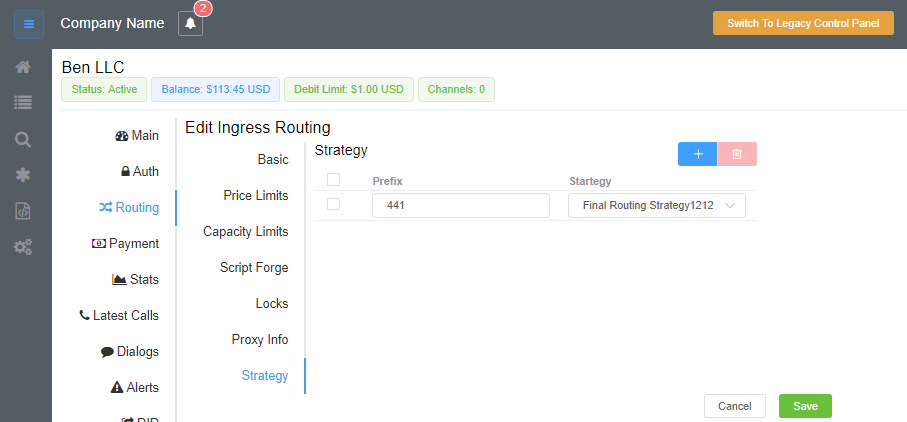 Company Name
2
Switch To Legacy Control Panel
Ben LLC
Status: Active
Balance: $113.45 USD
Debit Limit: $1.00 USD
Channels: 0
Main
Auth
Routing
Payment
Stats
Latest Calls
Dialogs
Alerts
DID
Edit Ingress Routing
Basic
Price Limits
Capacity Limits
Script Forge
Locks
Proxy Info
Strategy
Strategy
Prefix
Startegy
441
Final Routing Strategy1212
Cancel
Save